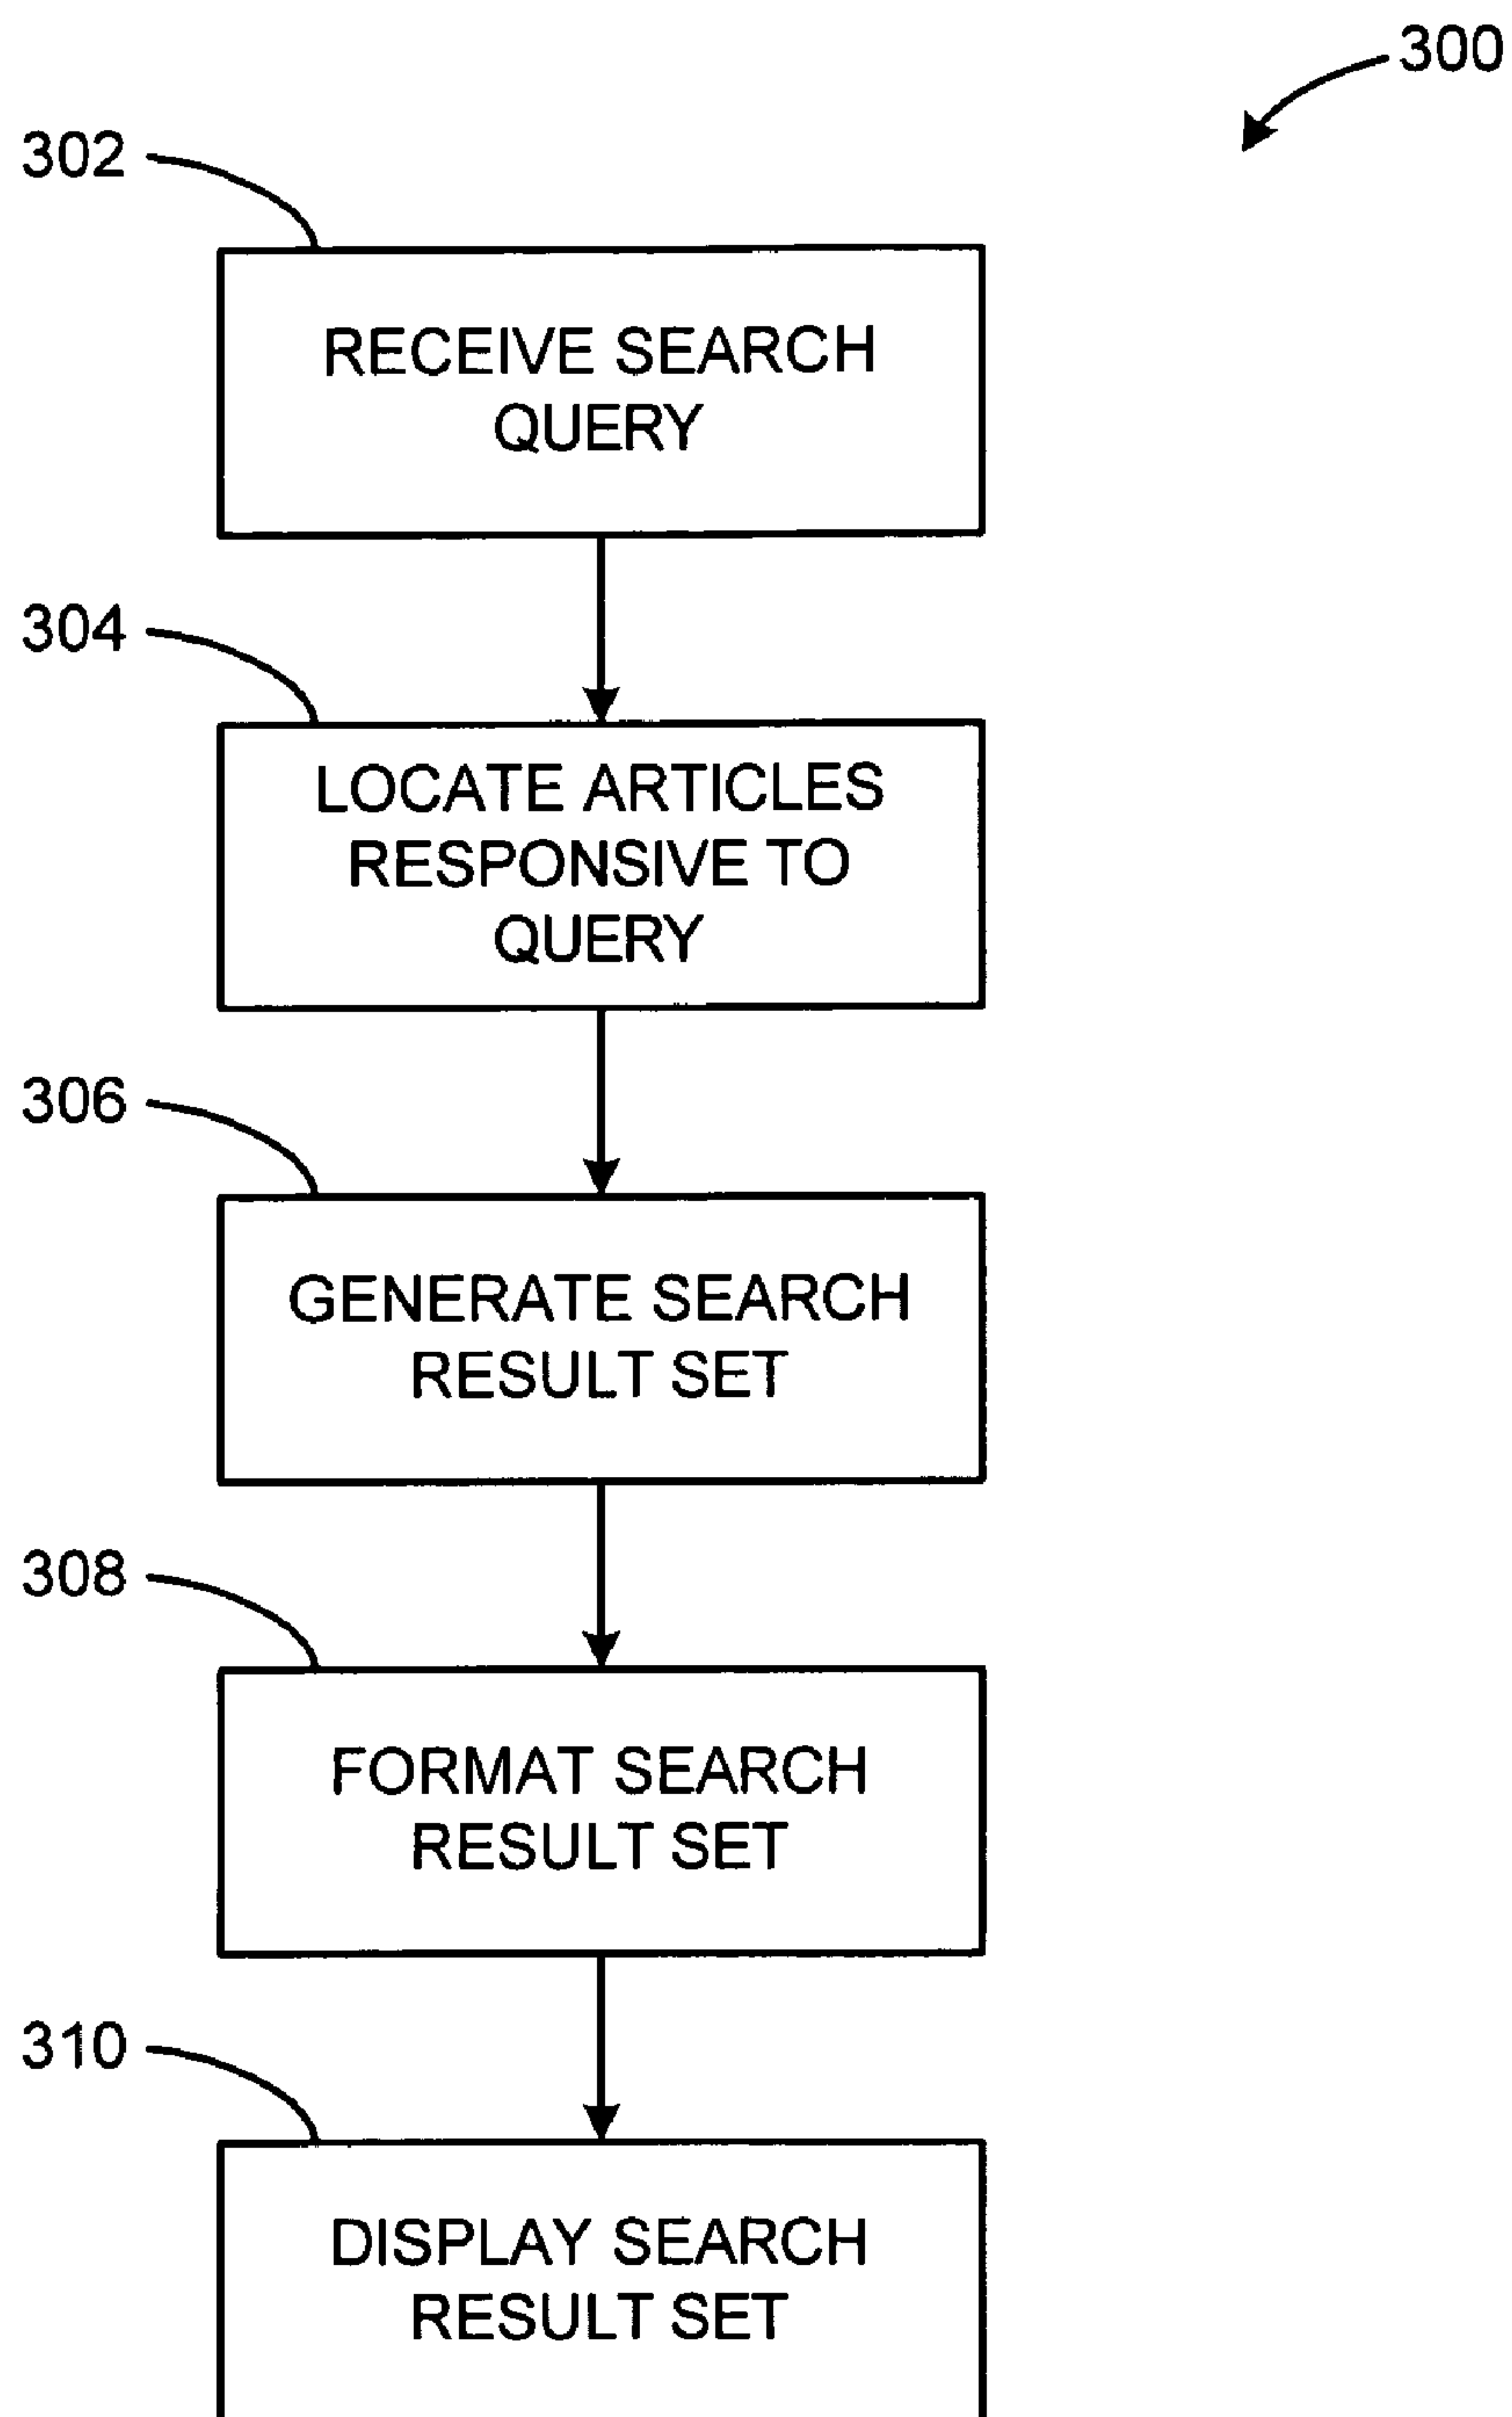 300
302
RECEIVE SEARCH
QUERY
304
LOCATE ARTICLES
RESPONSIVE TO
QUERY
306
GENERATE SEARCH
RESULT SET
308
FORMAT SEARCH
RESULT SET
310
DISPLAY SEARCH
RESULT SET